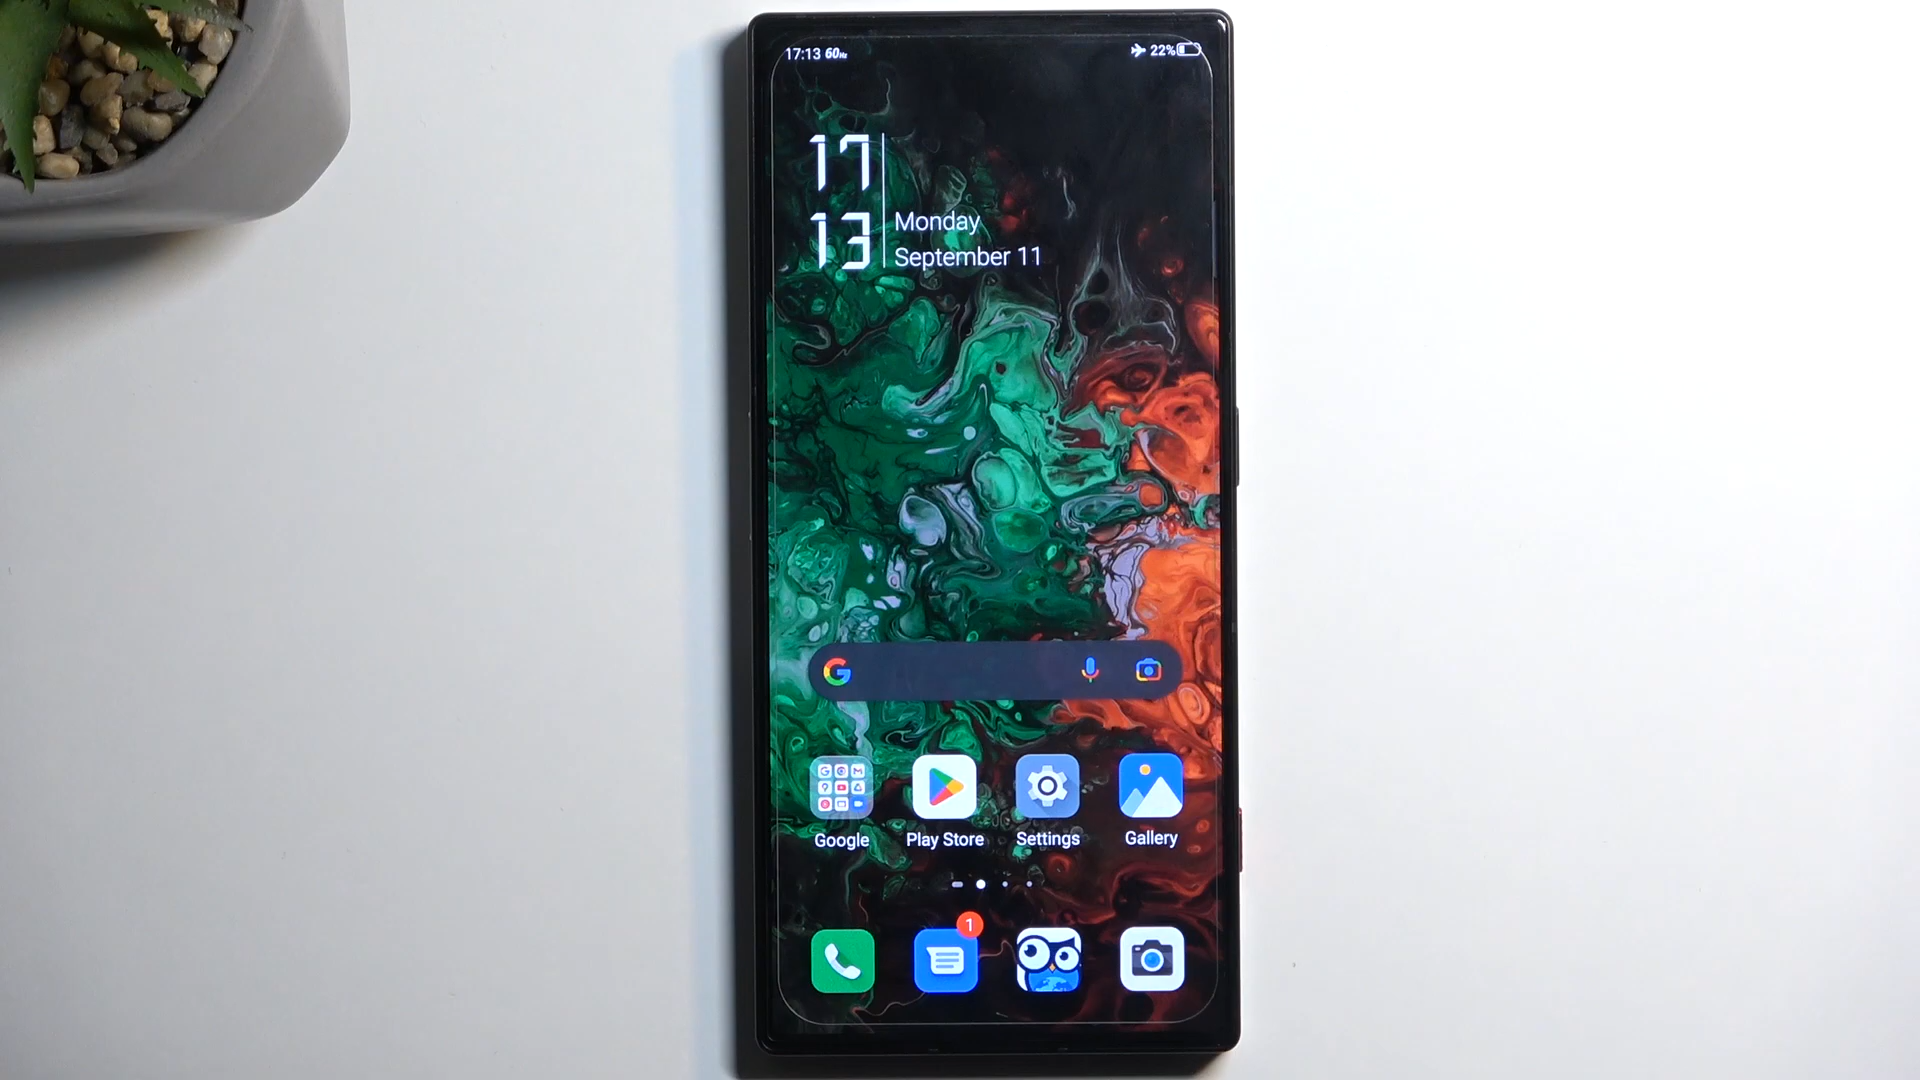 17:13 60Hz 22%
17
13
Monday
September 11
Google Play Store Settings Gallery
1